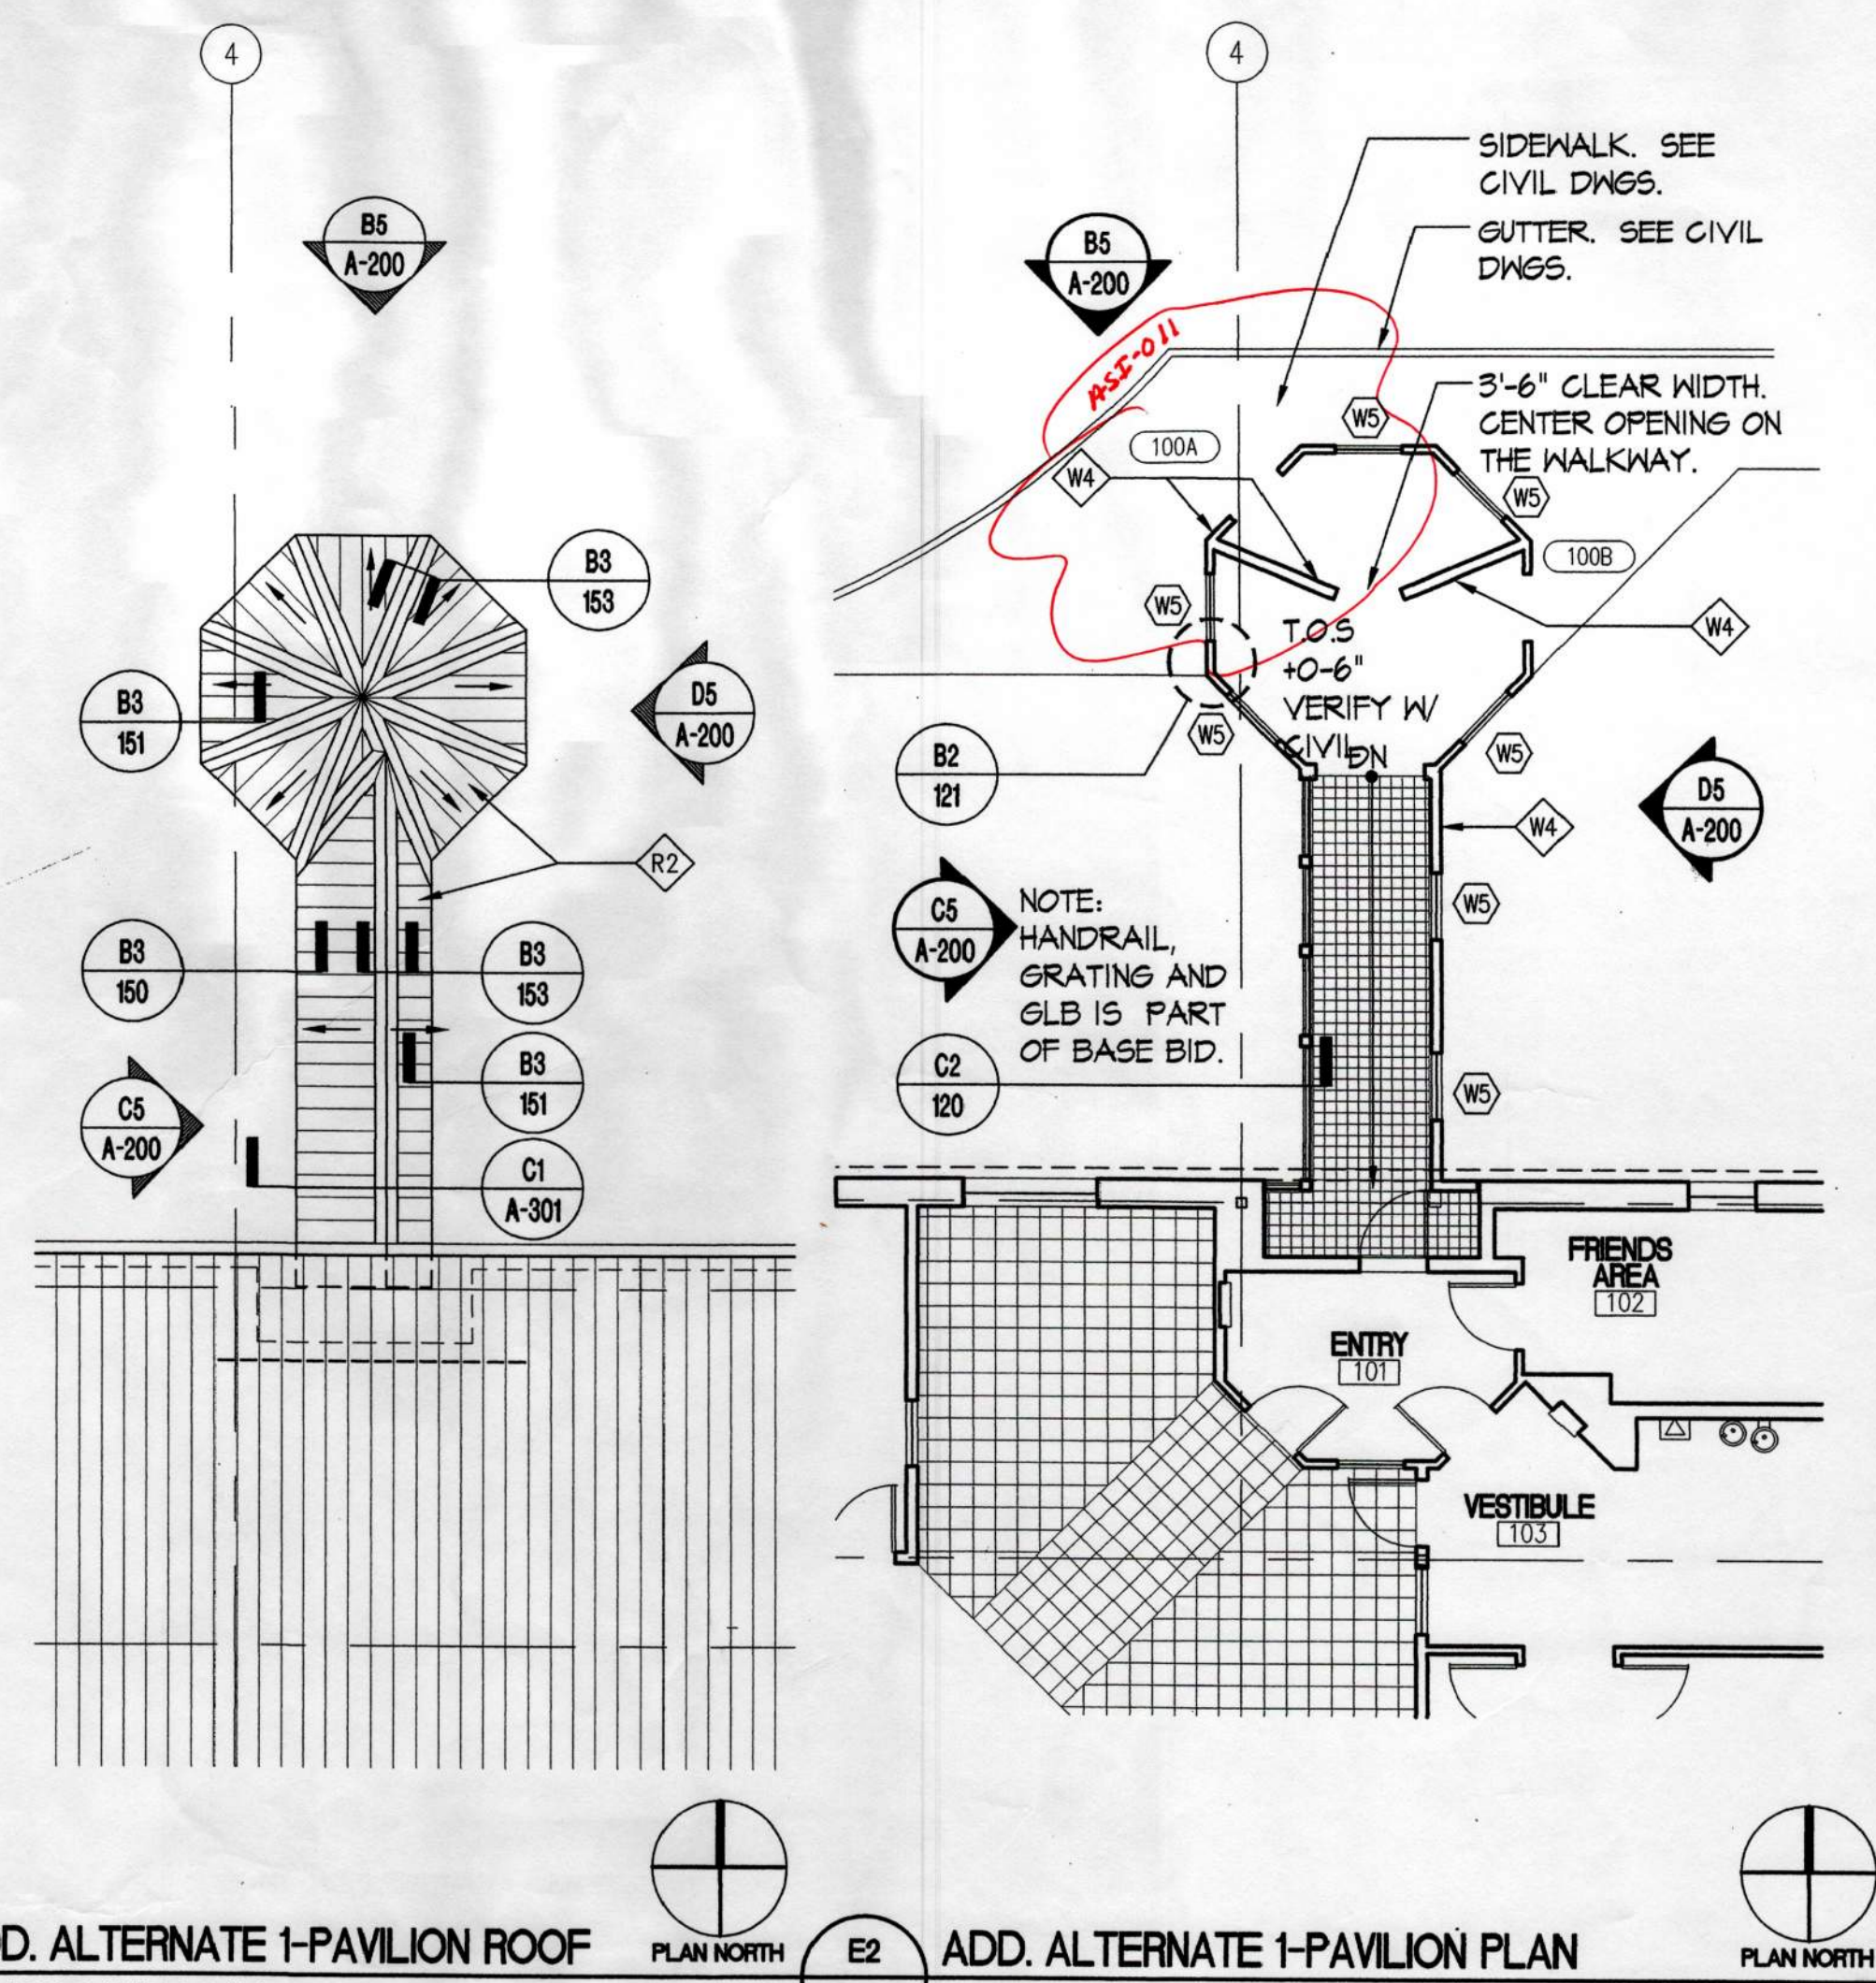 4
B5
A-200
B3
153
B3
151
D5
A-200
R2
B3
150
B3
153
B3
151
C5
A-200
C1
A-301
D. ALTERNATE 1-PAVILION ROOF
PLAN NORTH
4
SIDEWALK. SEE
CIVIL DWGS.
GUTTER. SEE CIVIL
DWGS.
B5
A-200
ASI-011
3'-6" CLEAR WIDTH.
CENTER OPENING ON
THE WALKWAY.
W5
100A
W4
W5
100B
W5
W4
T.O.S
+0-6"
VERIFY W/
CIVIL
DN
W5
W5
B2
121
D5
A-200
W4
C5
A-200
NOTE:
HANDRAIL,
GRATING AND
GLB IS PART
OF BASE BID.
W5
C2
120
W5
FRIENDS
AREA
102
ENTRY
101
VESTIBULE
103
E2
ADD. ALTERNATE 1-PAVILION PLAN
PLAN NORTH